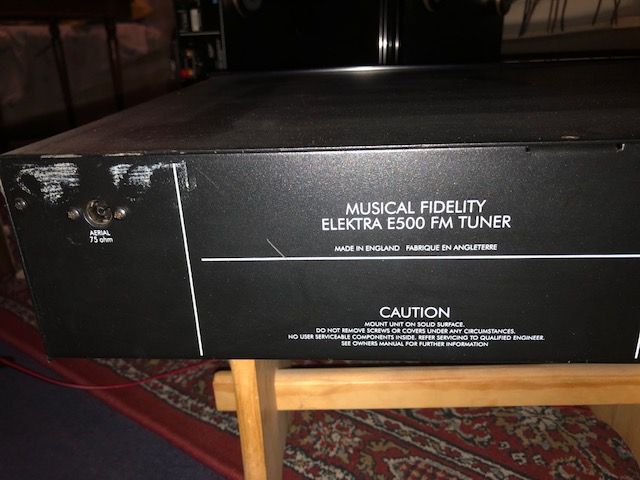 AERIAL
75 ohm
MUSICAL FIDELITY
ELEKTRA E500 FM TUNER
MADE IN ENGLAND FABRIQUE EN ANGLETERRE
CAUTION
MOUNT UNIT ON SOLID SURFACE.
DO NOT REMOVE SCREWS OR COVERS UNDER ANY CIRCUMSTANCES.
NO USER SERVICEABLE COMPONENTS INSIDE. REFER SERVICING TO QUALIFIED ENGINEER.
SEE OWNERS MANUAL FOR FURTHER INFORMATION